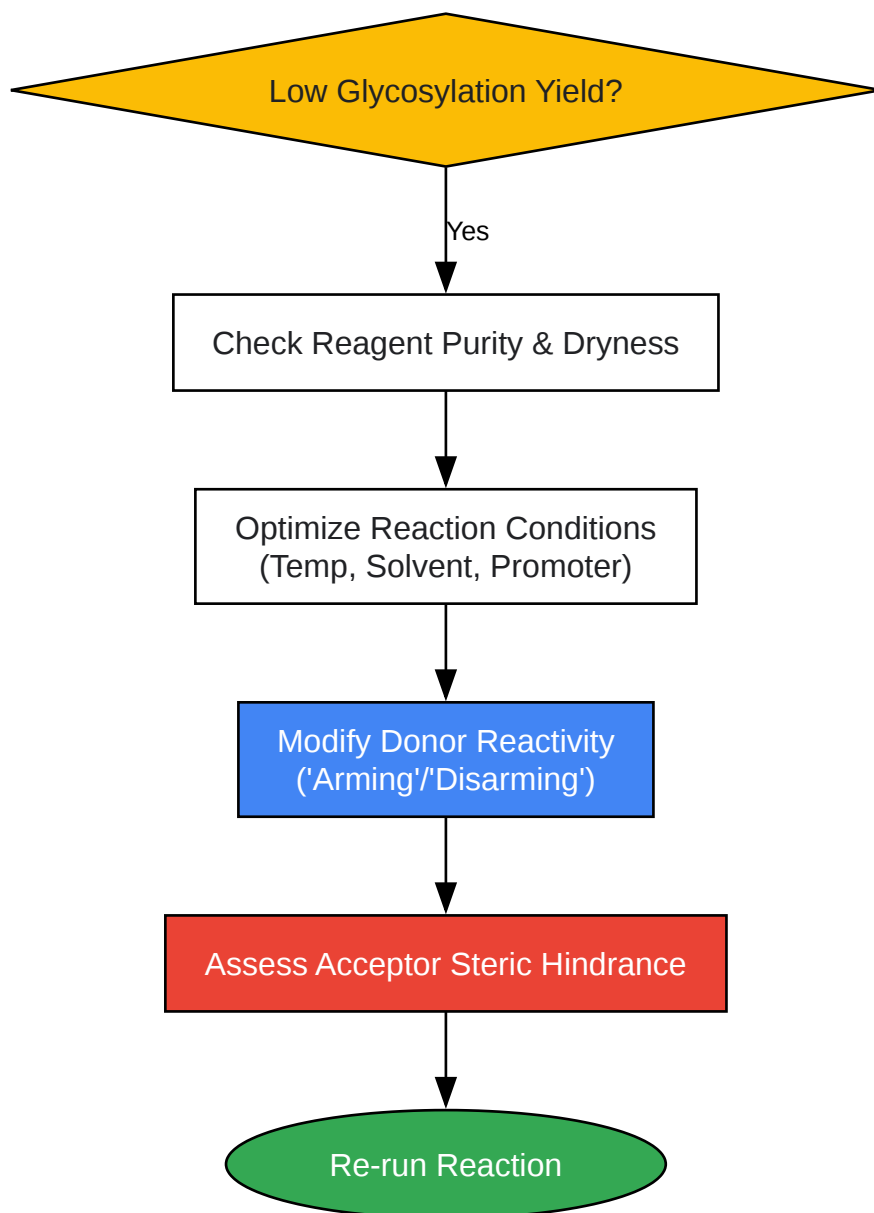 Low Glycosylation Yield?
Yes
Check Reagent Purity & Dryness
Optimize Reaction Conditions
(Temp, Solvent, Promoter)
Modify Donor Reactivity
('Arming'/'Disarming')
Assess Acceptor Steric Hindrance
Re-run Reaction